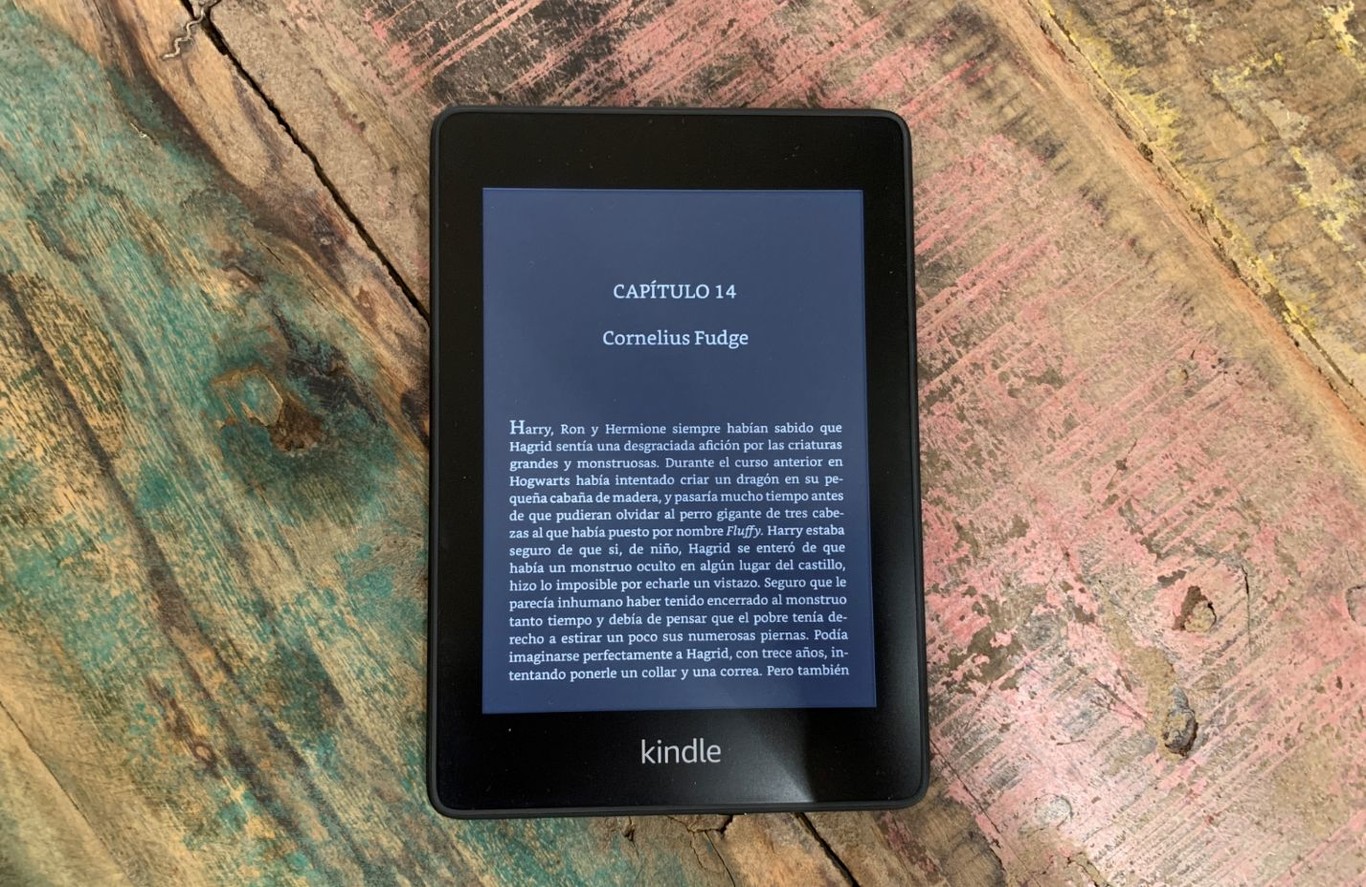 CAPÍTULO 14
Cornelius Fudge
Harry, Ron y Hermione siempre habían sabido que
Hagrid sentía una desgraciada afición por las criaturas
grandes y monstruosas. Durante el curso anterior en
Hogwarts había intentado criar un dragón en su pe-
queña cabaña de madera, y pasaría mucho tiempo antes
de que pudieran olvidar al perro gigante de tres cabe-
zas al que había puesto por nombre Fluffy. Harry estaba
seguro de que si, de niño, Hagrid se enteró de que
había un monstruo oculto en algún lugar del castillo,
hizo lo imposible por echarle un vistazo. Seguro que le
parecía inhumano haber tenido encerrado al monstruo
tanto tiempo y debía de pensar que el pobre tenía de-
recho a estirar un poco sus numerosas piernas. Podía
imaginarse perfectamente a Hagrid, con trece años, in-
tentando ponerle un collar y una correa. Pero también
kindle